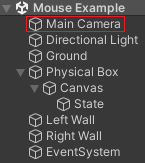 Mouse Example
Main Camera
Directional Light
Ground
Physical Box
Canvas
State
Left Wall
Right Wall
EventSystem